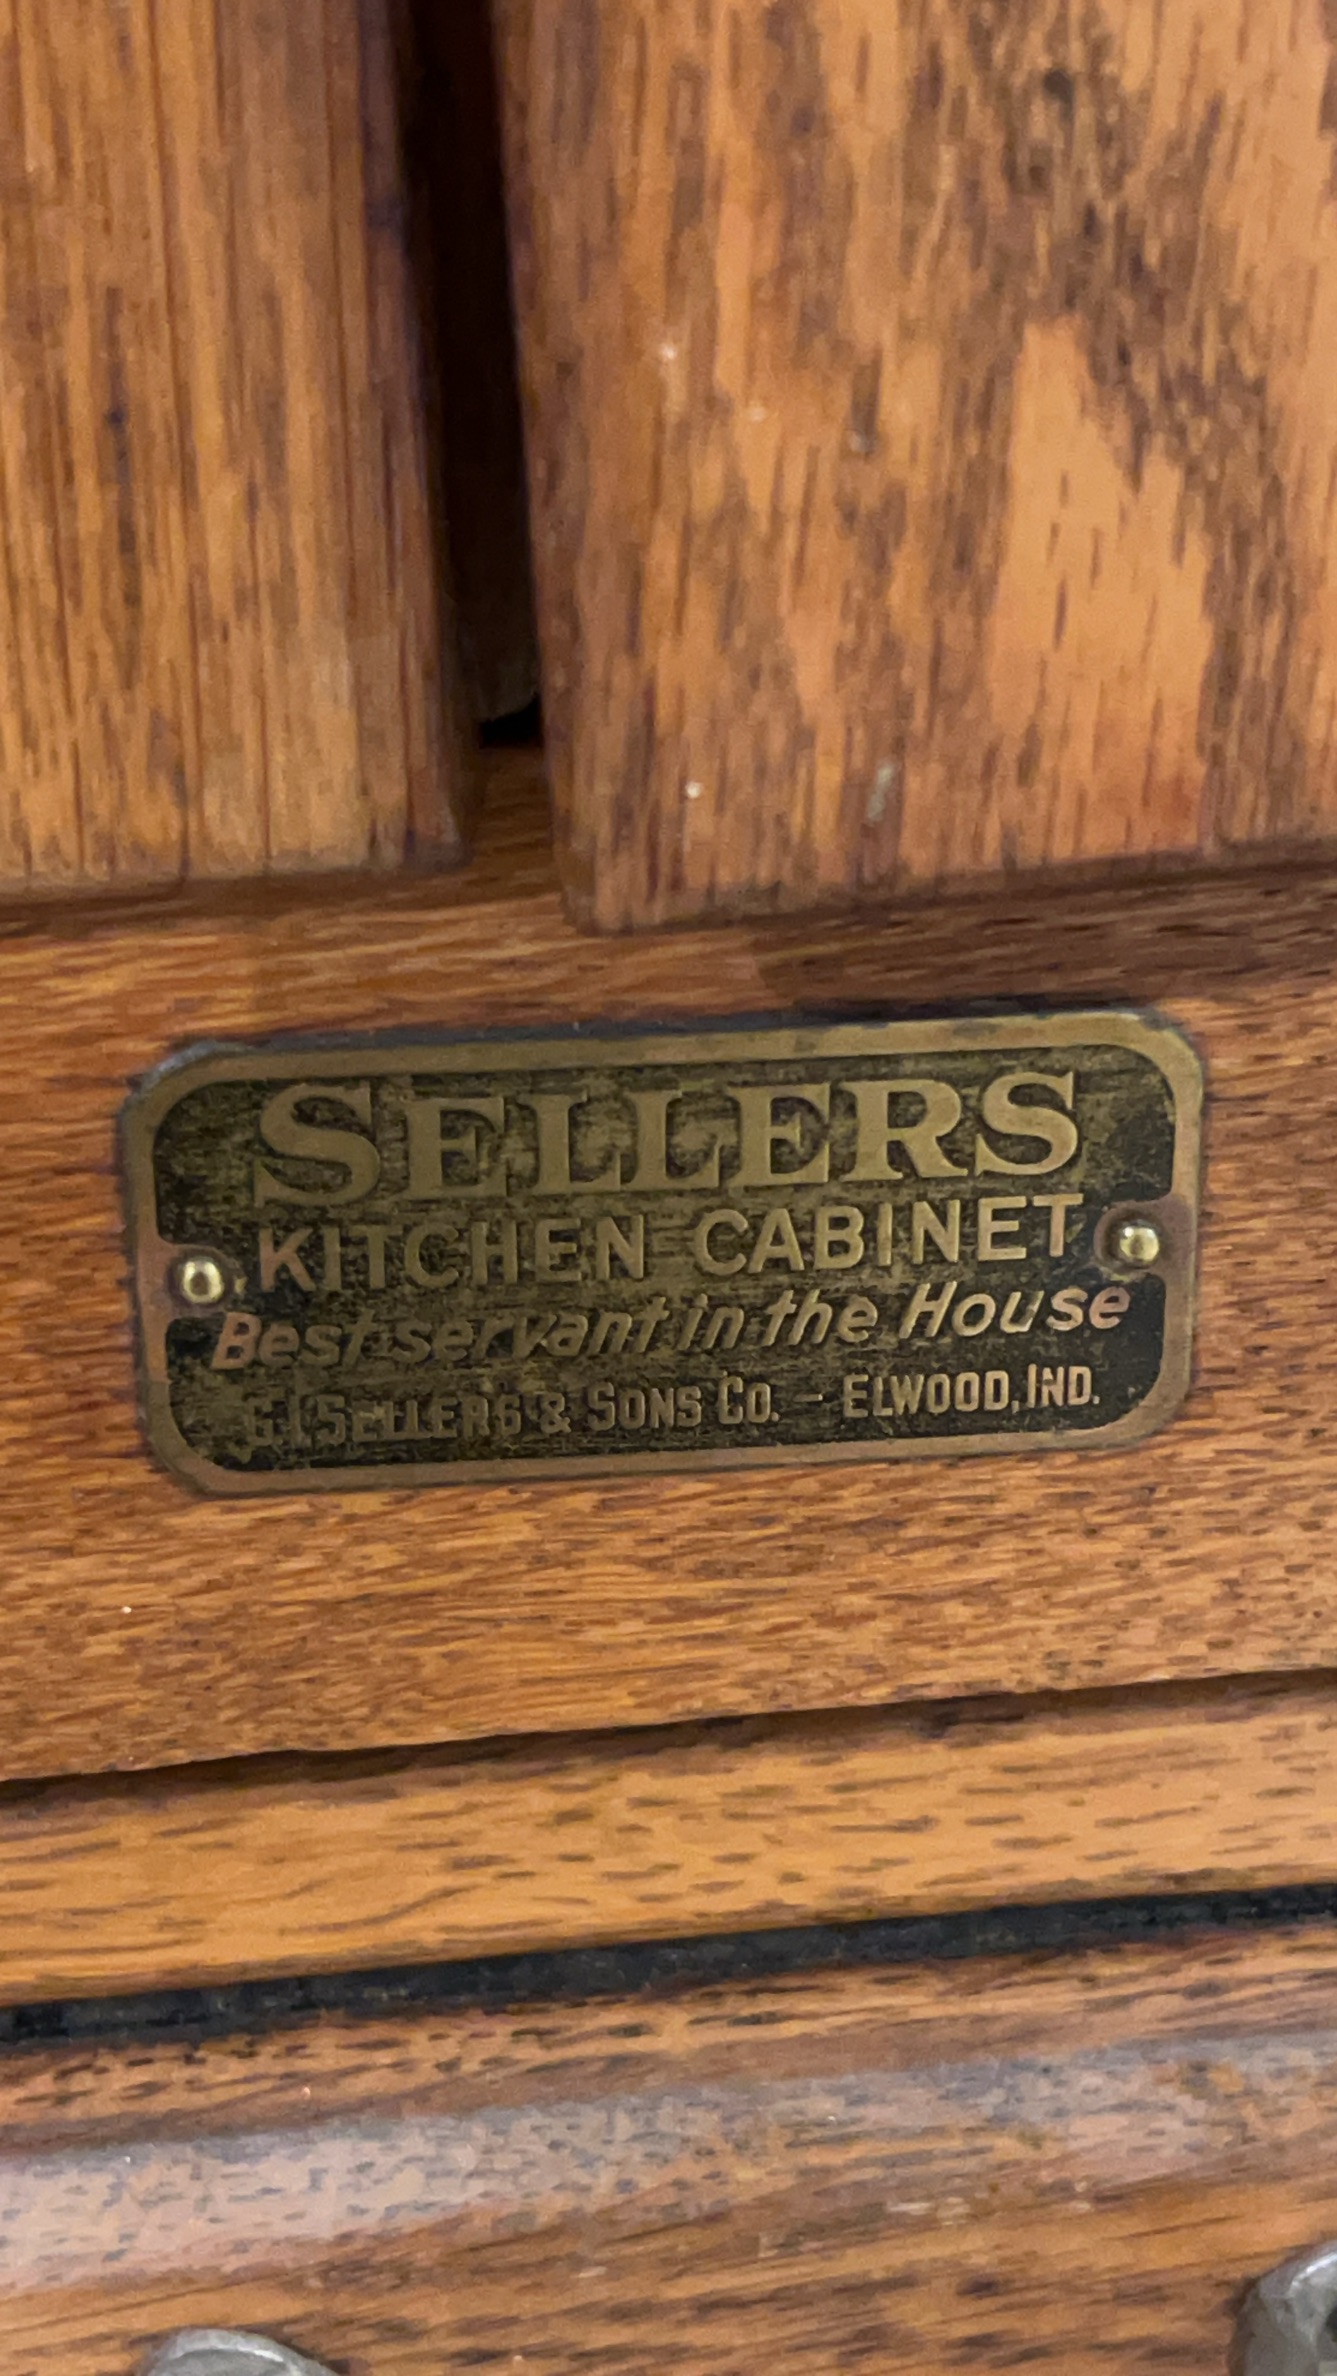 SELLERS
KITCHEN CABINET
Best servant in the House
G.I. SELLERS & SONS CO. - ELWOOD, IND.